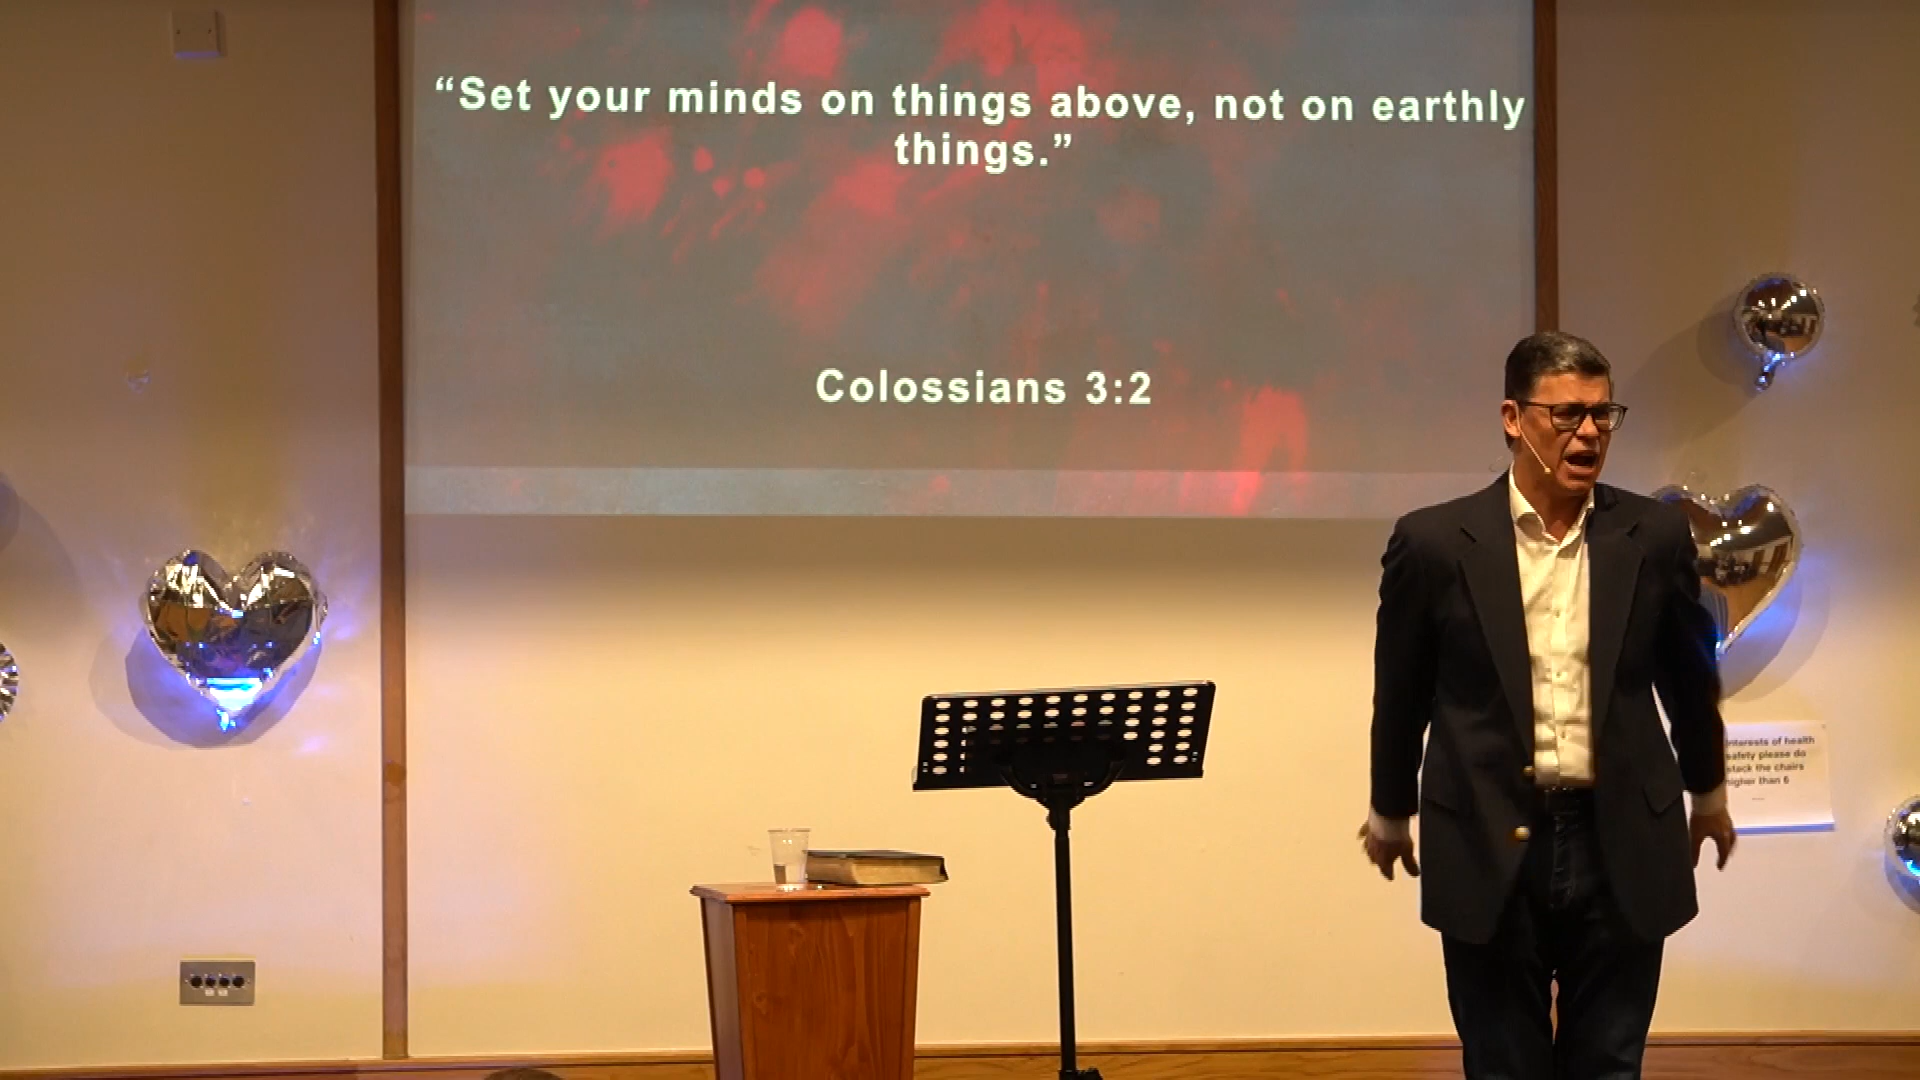 “Set your minds on things above, not on earthly
things.”
Colossians 3:2
interests of health
safety please do
stack the chairs
higher than 6